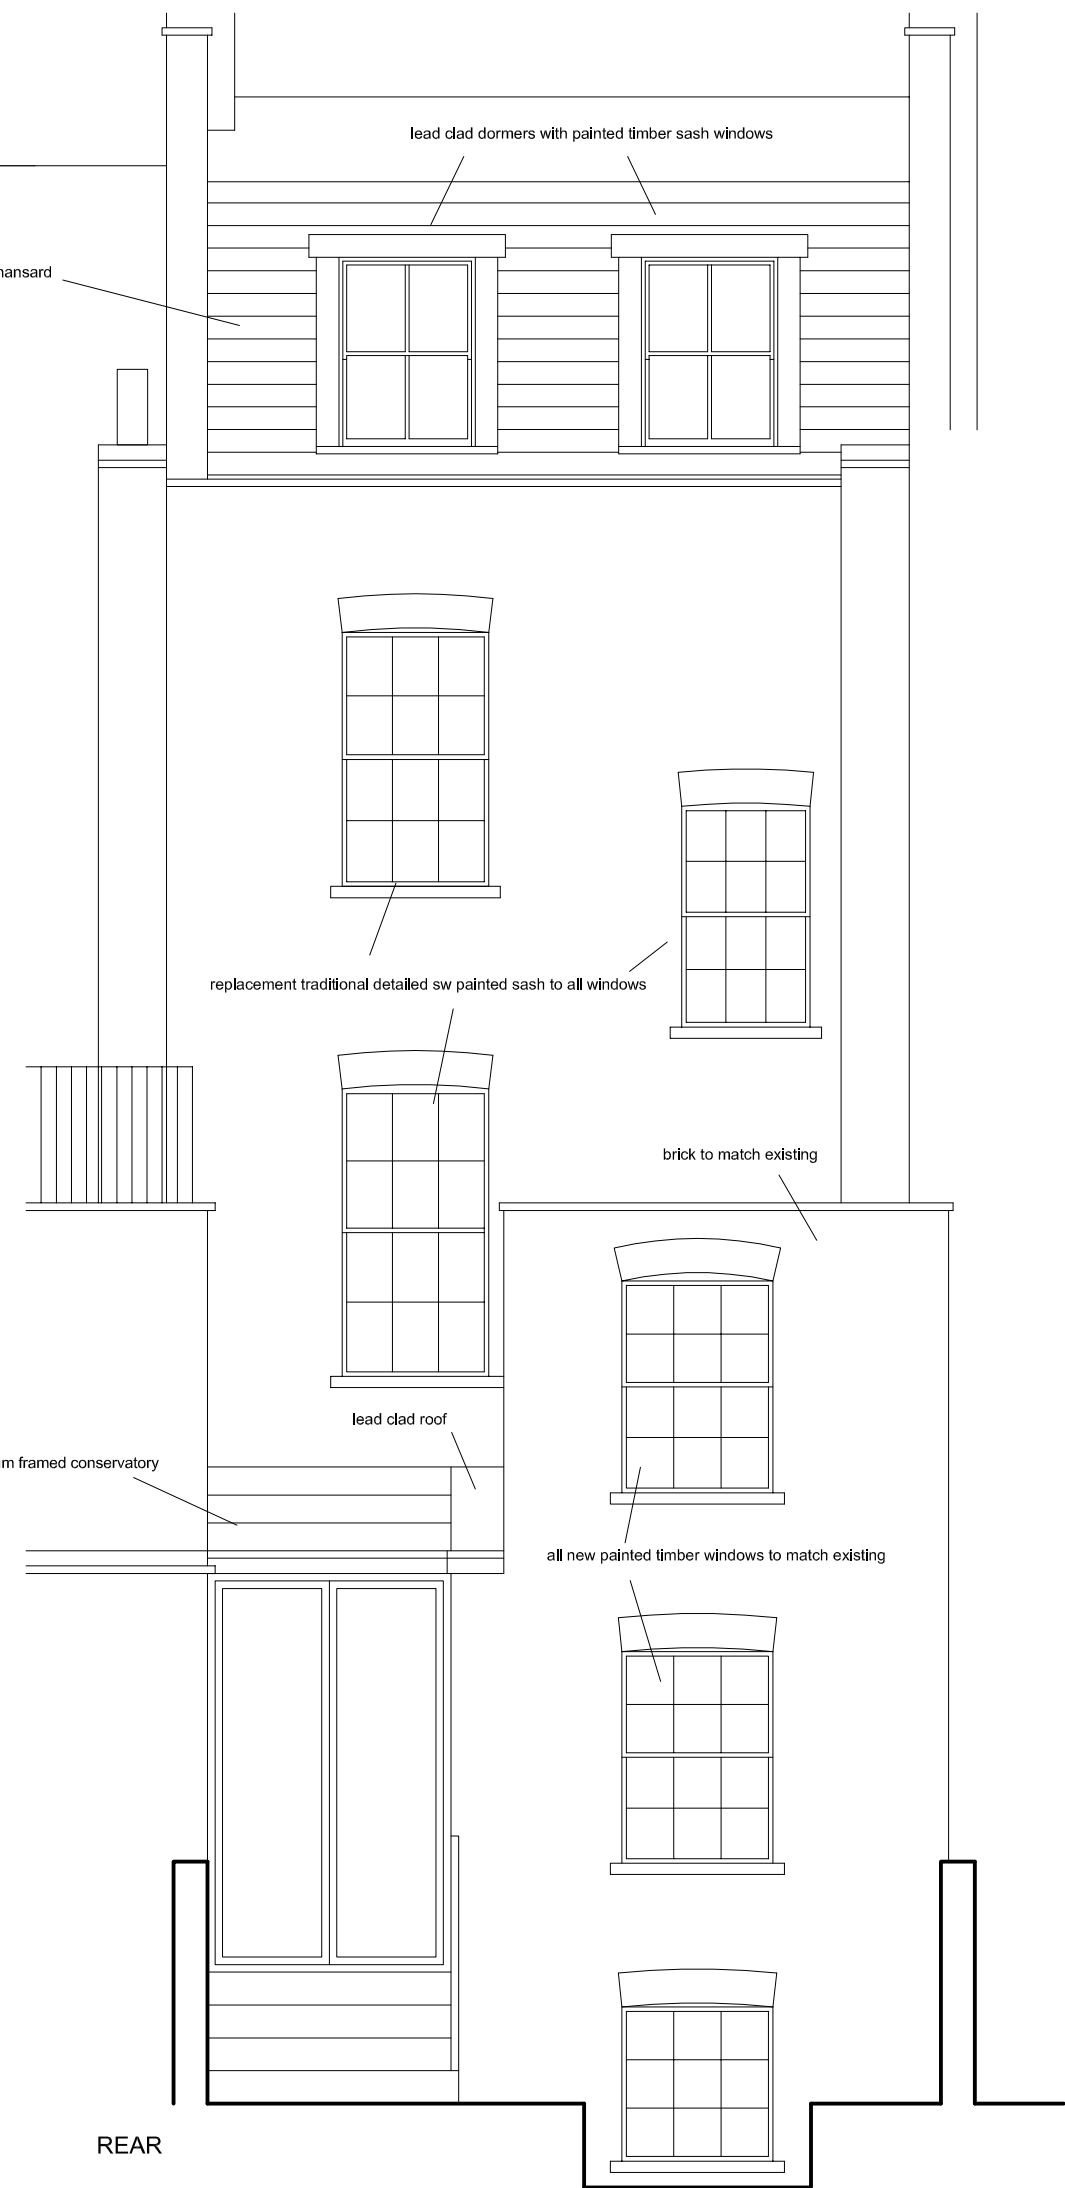 lead clad dormers with painted timber sash windows
replacement traditional detailed sw painted sash to all windows
brick to match existing
lead clad roof
framed conservatory
all new painted timber windows to match existing
REAR